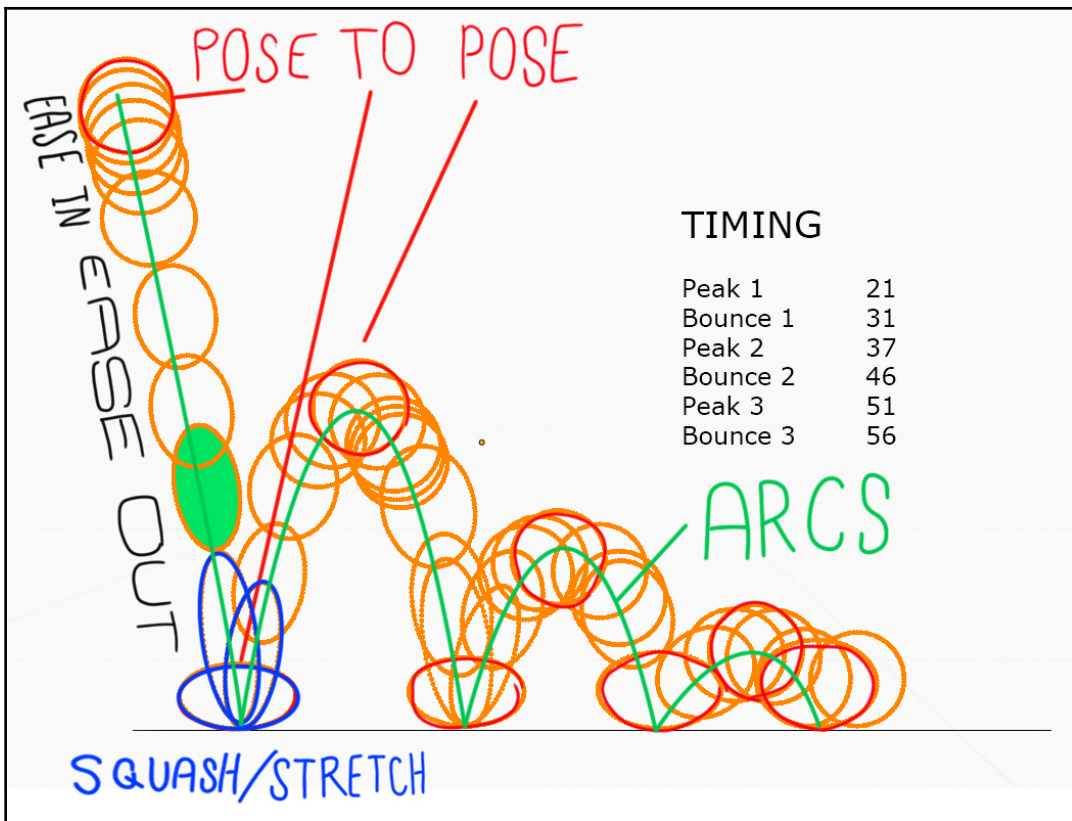 POSE TO POSE
EASE IN EASE OUT
TIMING
Peak 1 21
Bounce 1 31
Peak 2 37
Bounce 2 46
Peak 3 51
Bounce 3 56
ARCS
SQUASH/STRETCH